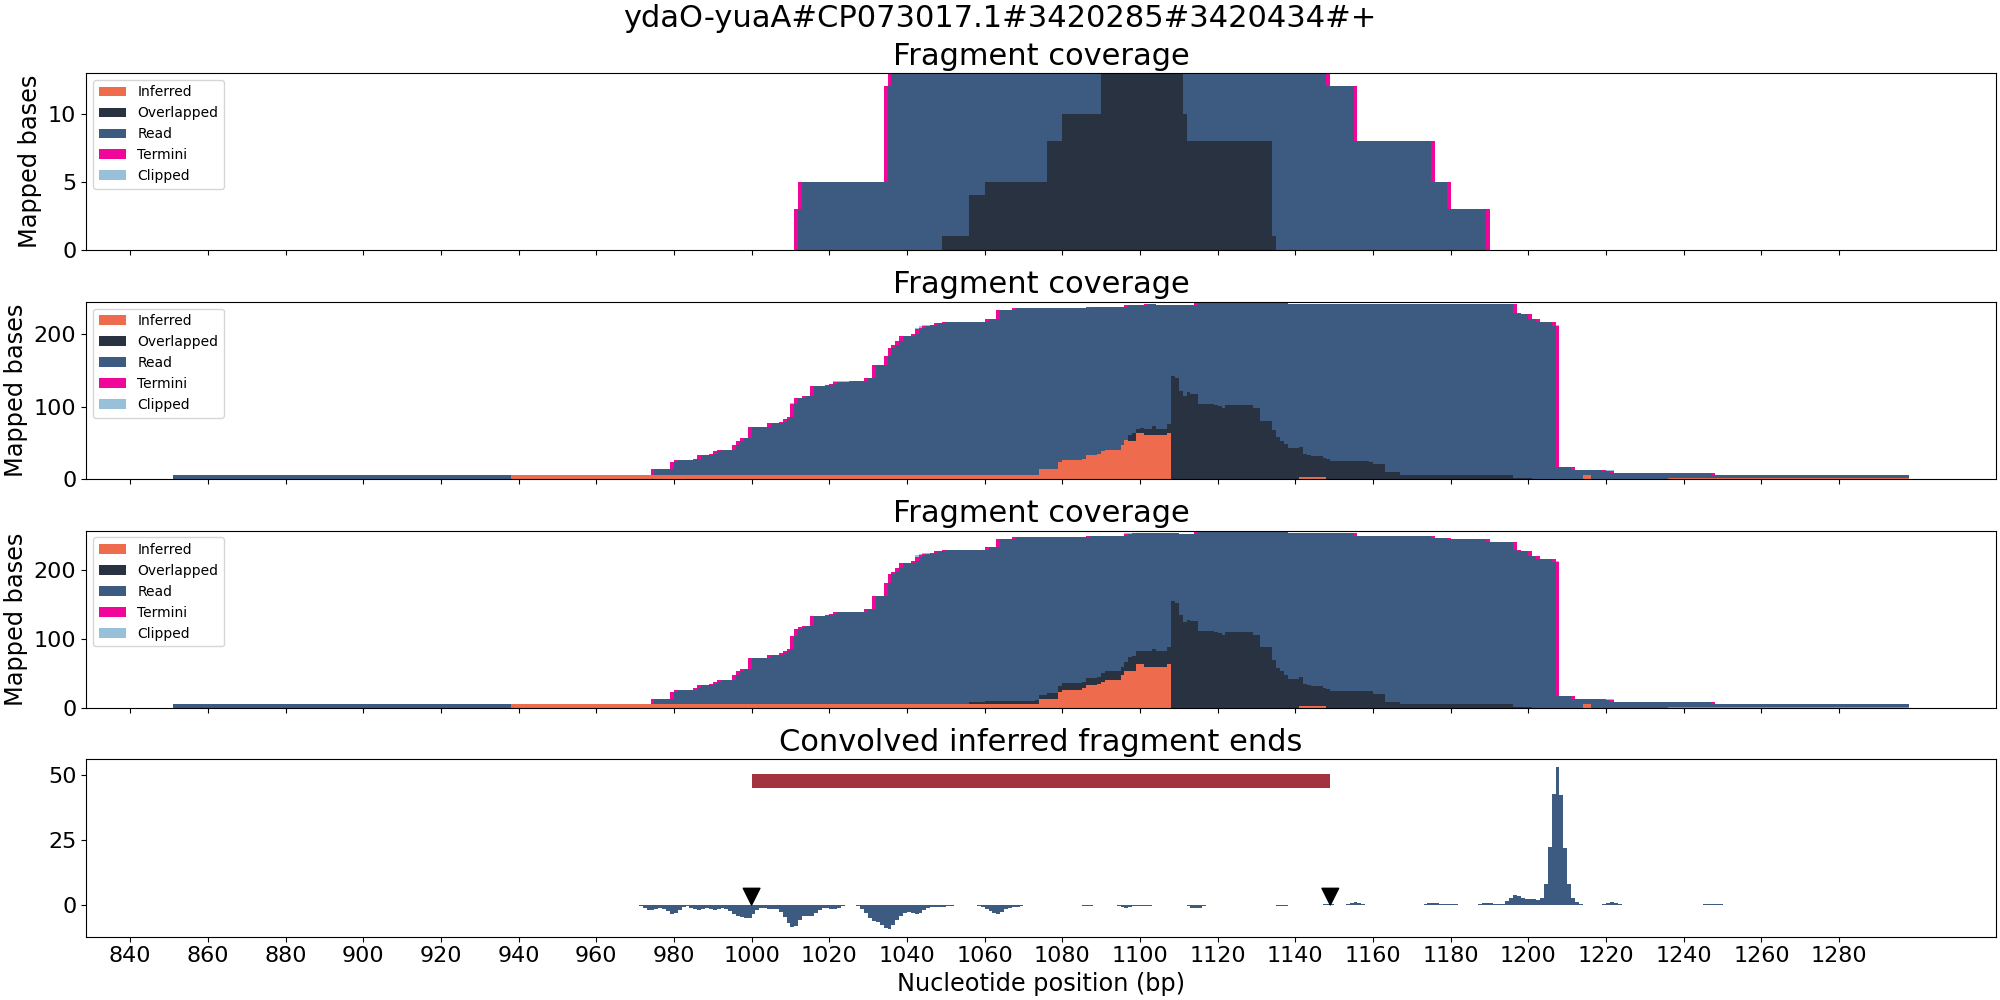 ydaO-yuaA#CP073017.1#3420285#3420434#+
Fragment coverage
Mapped bases
10
5
0
Inferred
Overlapped
Read
Termini
Clipped
Fragment coverage
Mapped bases
200
100
0
Inferred
Overlapped
Read
Termini
Clipped
Fragment coverage
Mapped bases
200
100
0
Inferred
Overlapped
Read
Termini
Clipped
Convolved inferred fragment ends
50
25
0
840 860 880 900 920 940 960 980 1000 1020 1040 1060 1080 1100 1120 1140 1160 1180 1200 1220 1240 1260 1280
Nucleotide position (bp)